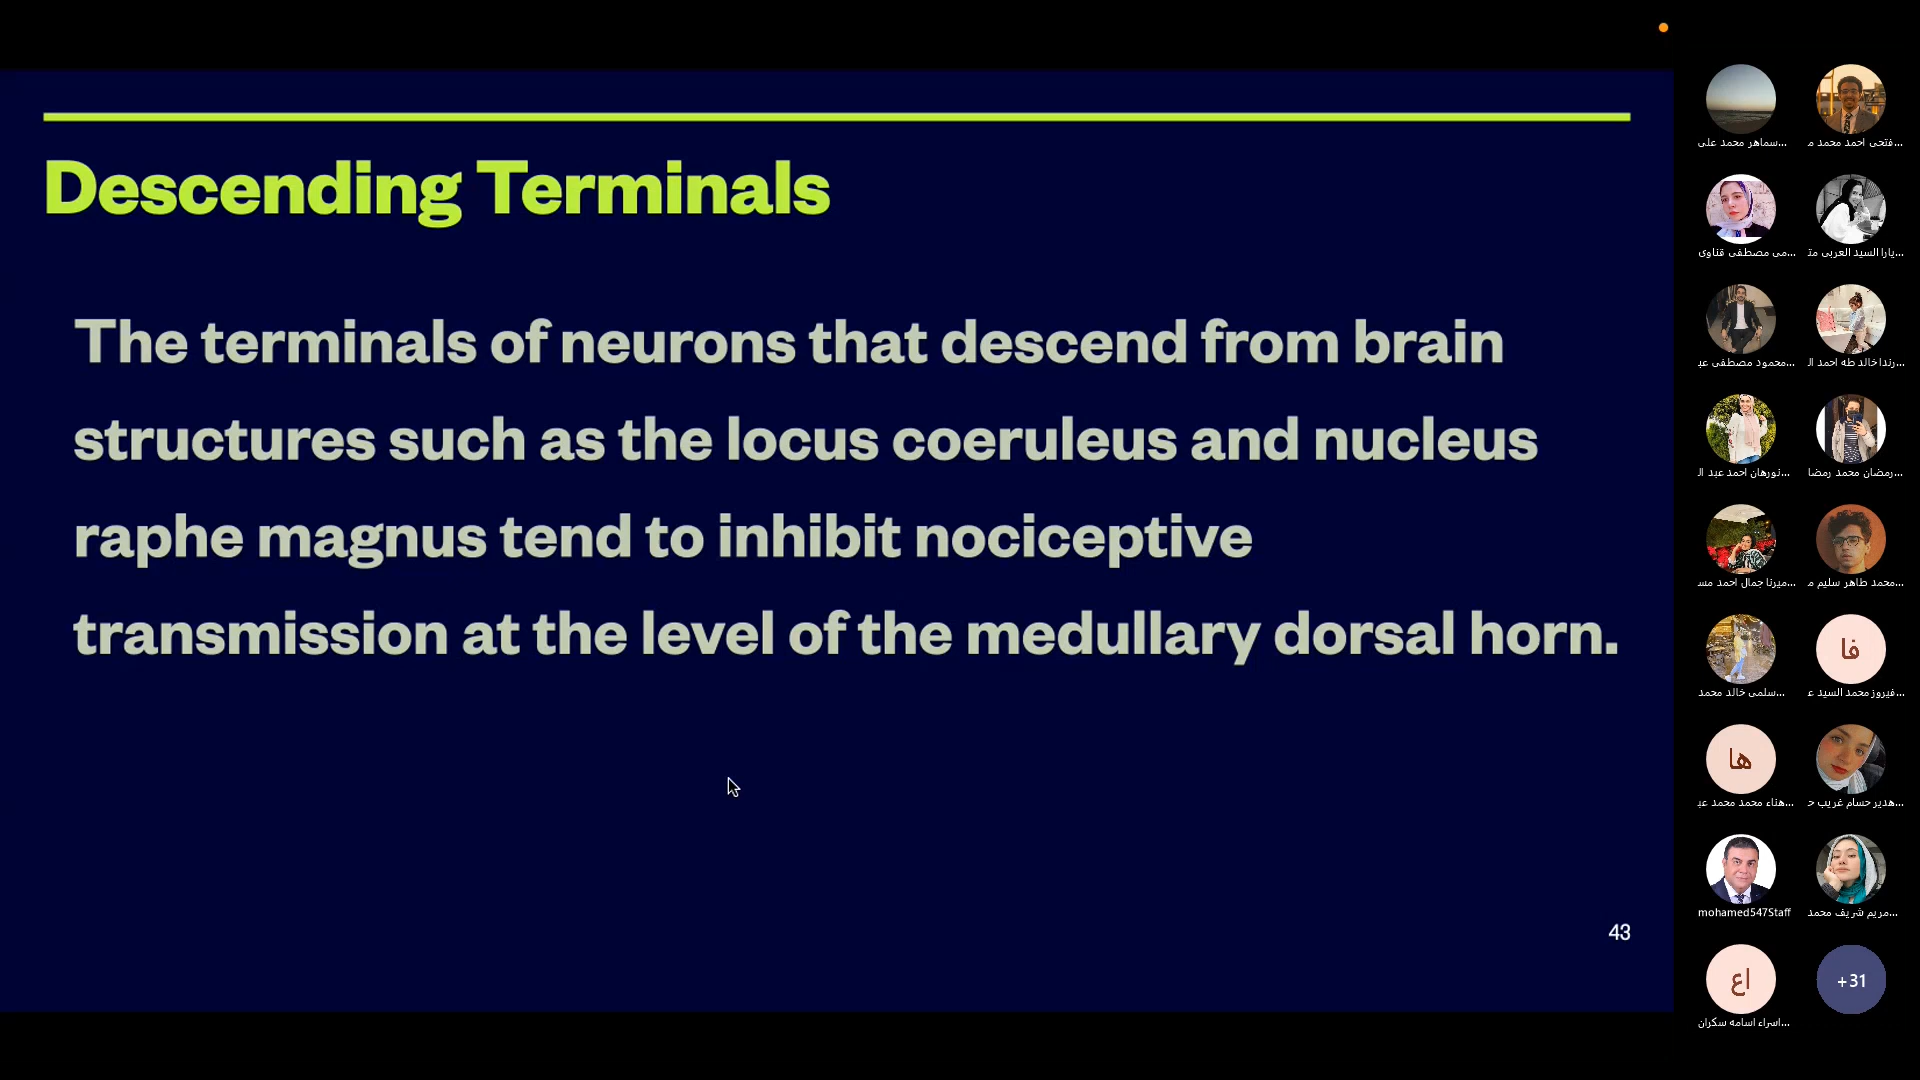 Descending Terminals
The terminals of neurons that descend from brain
structures such as the locus coeruleus and nucleus
raphe magnus tend to inhibit nociceptive
transmission at the level of the medullary dorsal horn.
43
سماهر محمد على...
فتحى احمد محمد م...
مى مصطفى قناوى...
يارا السيد العربى مت...
محمود مصطفى عب...
رنداخالد طه احمد ال...
نورهان احمد عبد ال...
رمضان محمد رمضا...
ميرنا جمال احمد مس...
محمد طاهر سليم م...
سلمى خالد محمد...
فا
فيروز محمد السيد ع...
ها
هناء محمد محمد عب...
هدير حسام غريب ح...
mohamed547Staff
مريم شريف محمد...
اع
اسراء اسامه سكران...
+31